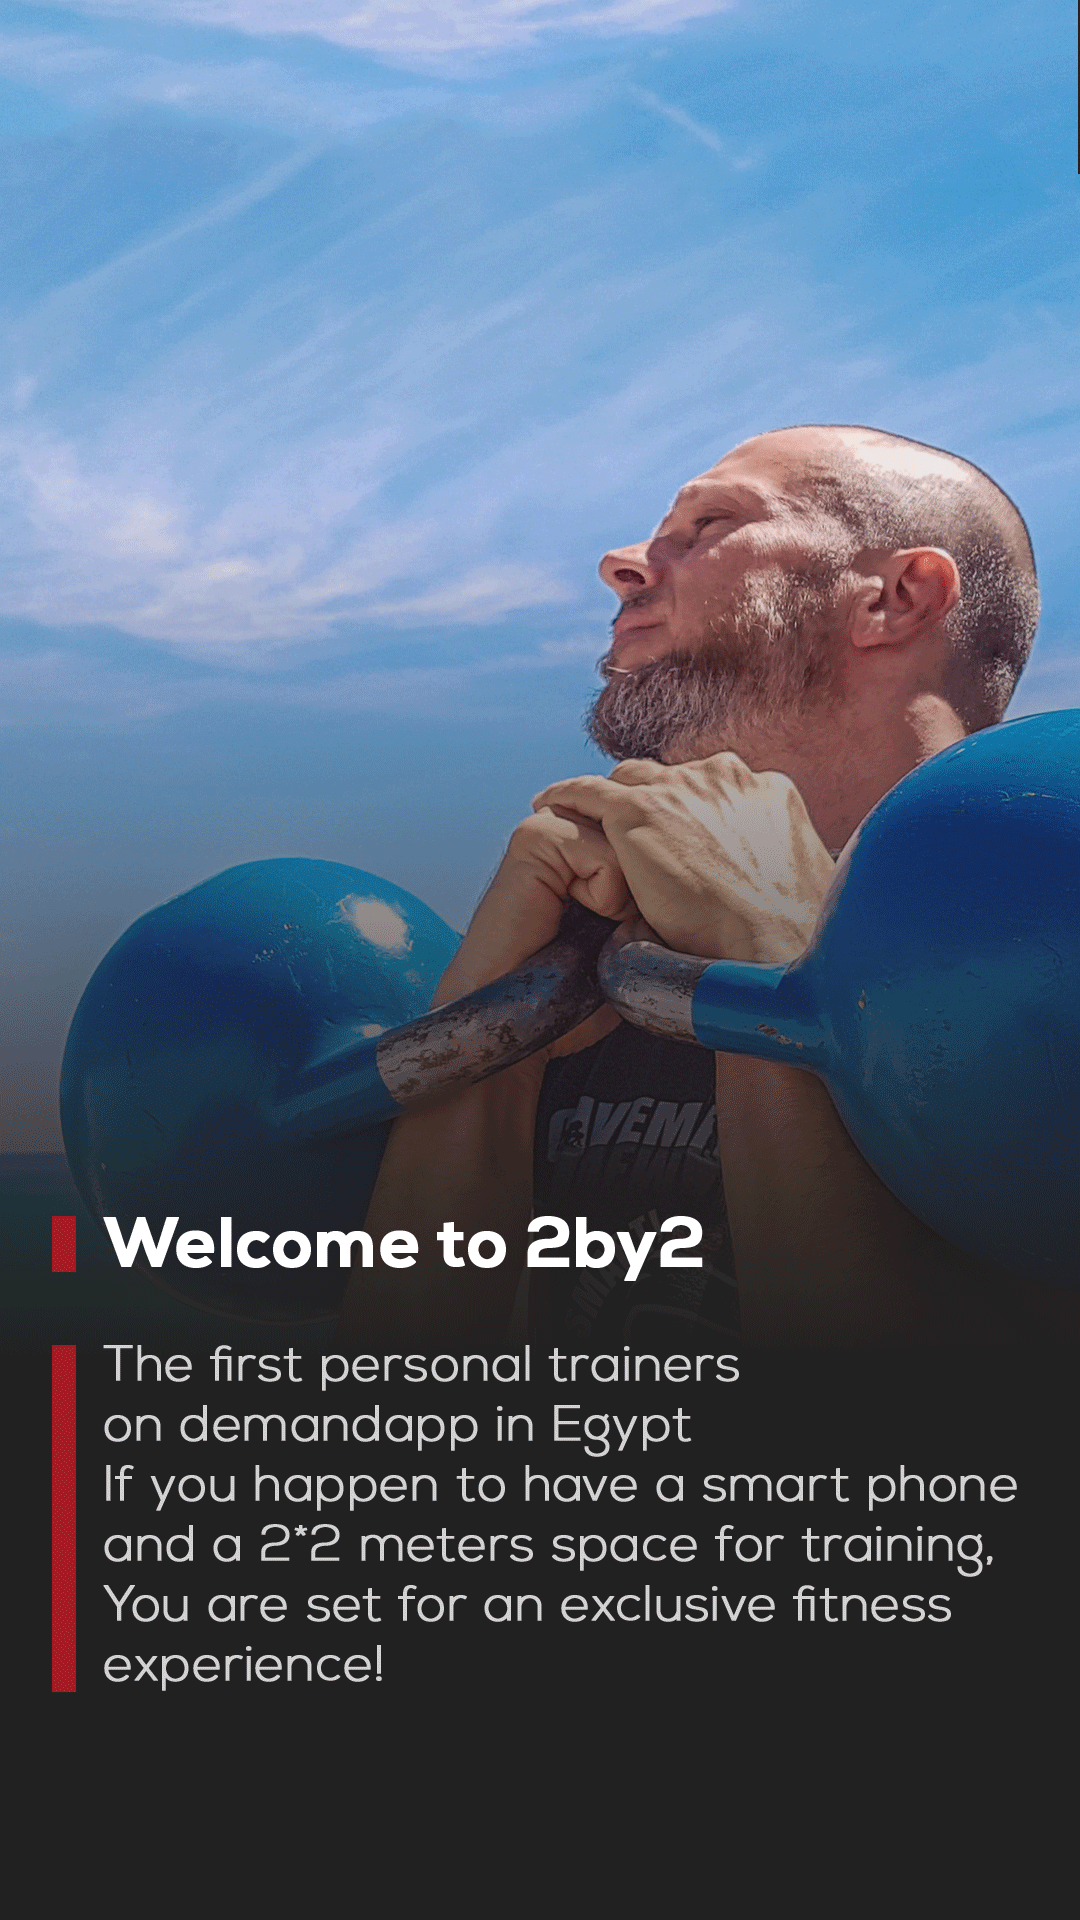 Welcome to 2by2
The first personal trainers
on demandapp in Egypt
If you happen to have a smart phone
and a 2*2 meters space for training,
You are set for an exclusive fitness
experience!